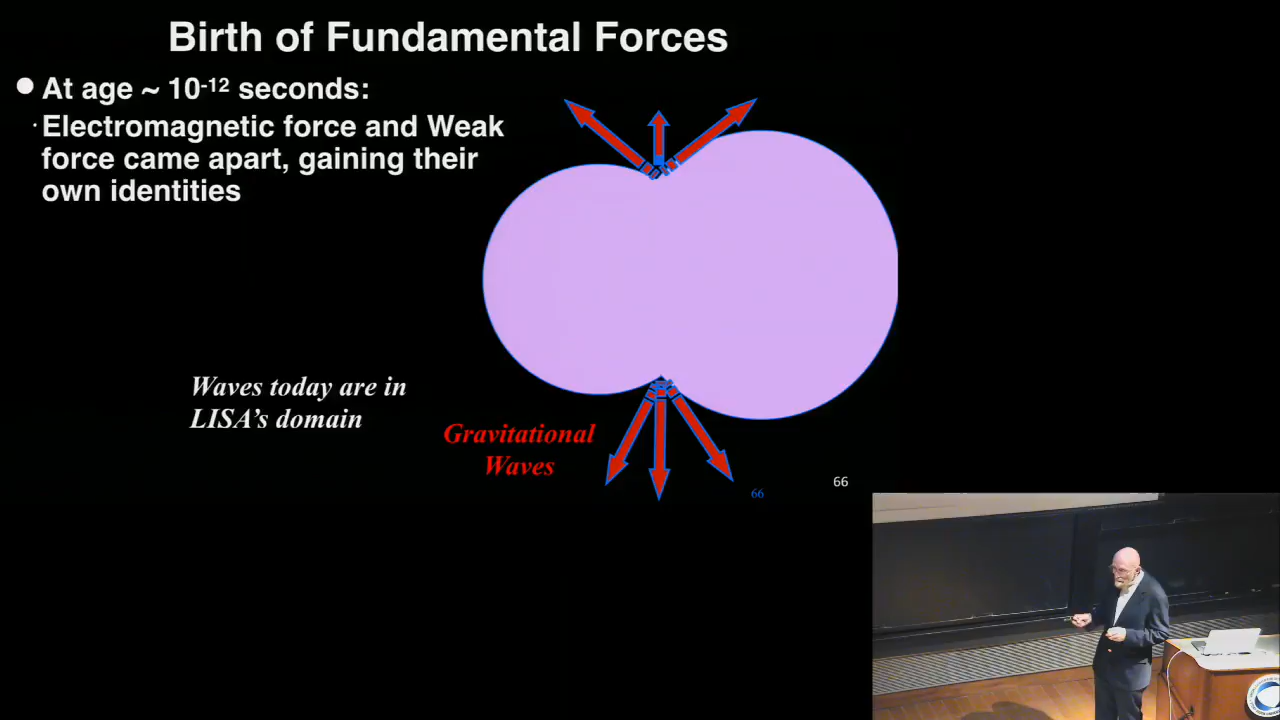 Birth of Fundamental Forces
At age ~ 10⁻¹² seconds:
Electromagnetic force and Weak
force came apart, gaining their
own identities
Waves today are in
LISA's domain
Gravitational
Waves
66
66